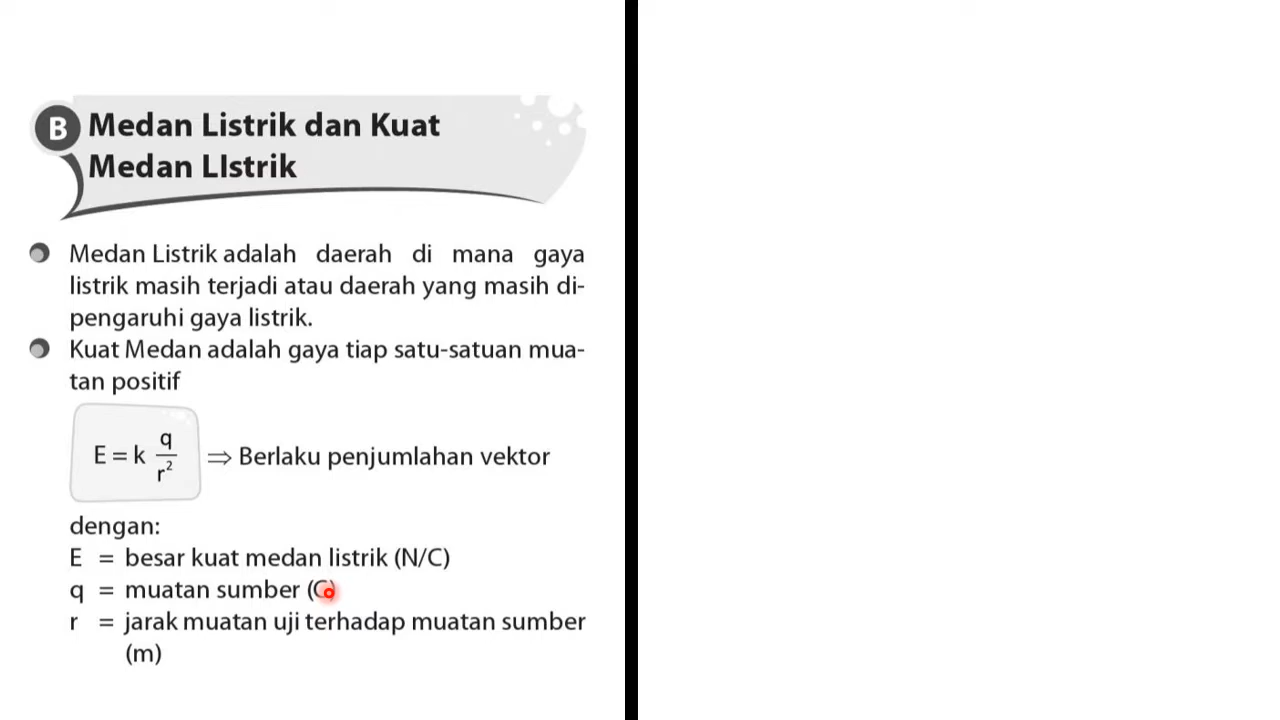 B Medan Listrik dan Kuat
Medan LIstrik
Medan Listrik adalah daerah di mana gaya
listrik masih terjadi atau daerah yang masih di-
pengaruhi gaya listrik.
Kuat Medan adalah gaya tiap satu-satuan mua-
tan positif
E = k q/r² ⇒ Berlaku penjumlahan vektor
dengan:
E = besar kuat medan listrik (N/C)
q = muatan sumber (C)
r = jarak muatan uji terhadap muatan sumber
(m)